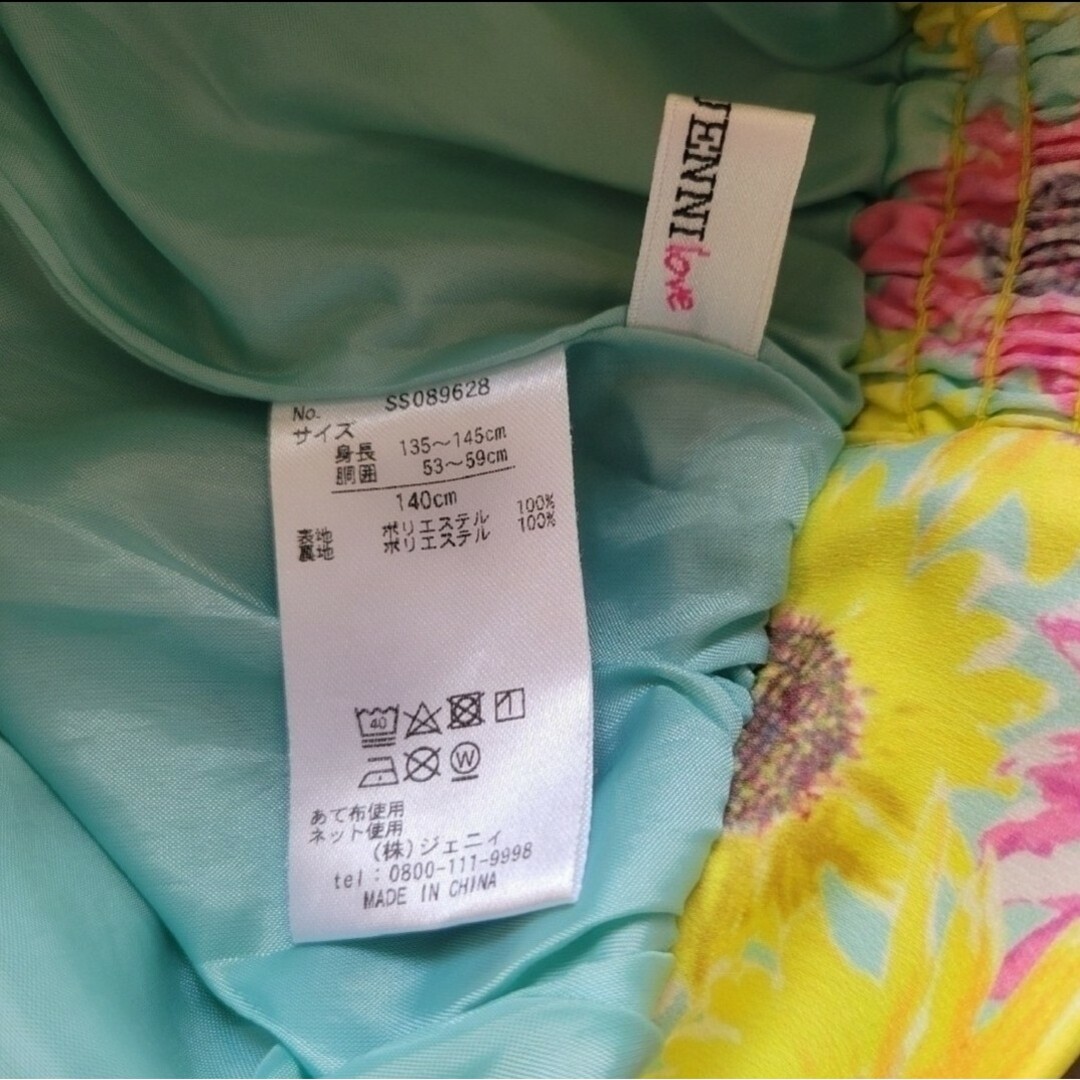 JENNI
love
No. SS089628
サイズ
身長 135～145cm
胴囲 53～59cm
140cm
表地 ポリエステル 100%
裏地 ポリエステル 100%
40
W
あて布使用
ネット使用
(株)ジェニィ
tel：0800-111-9998
MADE IN CHINA